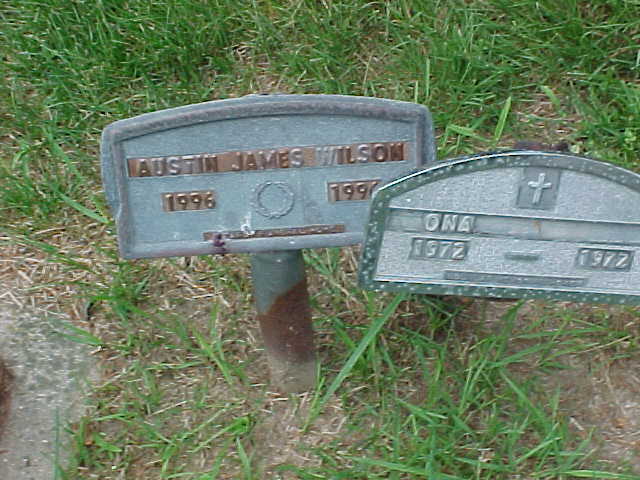 AUSTIN JAMES WILSON
1996 1996
ONA
1972 1972